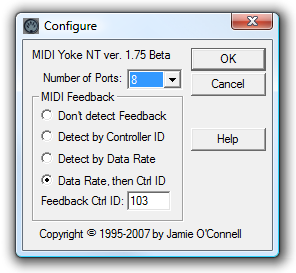 Configure
MIDI Yoke NT ver. 1.75 Beta
OK
Number of Ports: 8
Cancel
MIDI Feedback
Don't detect Feedback
Detect by Controller ID
Help
Detect by Data Rate
Data Rate, then Ctrl ID
Feedback Ctrl ID: 103
Copyright © 1995-2007 by Jamie O'Connell